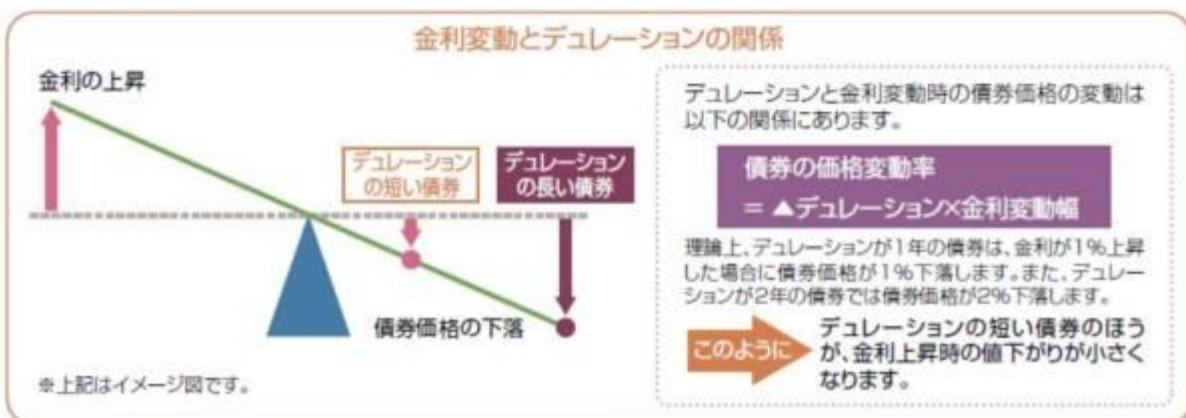 金利変動とデュレーションの関係
金利の上昇
デュレーション
の短い債券
デュレーション
の長い債券
債券価格の下落
※上記はイメージ図です。
デュレーションと金利変動時の債券価格の変動は
以下の関係にあります。
債券の価格変動率
= ▲デュレーション×金利変動幅
理論上、デュレーションが1年の債券は、金利が1%上昇
した場合に債券価格が1%下落します。また、デュレー
ションが2年の債券では債券価格が2%下落します。
このように
デュレーションの短い債券のほう
が、金利上昇時の値下がりが小さく
なります。